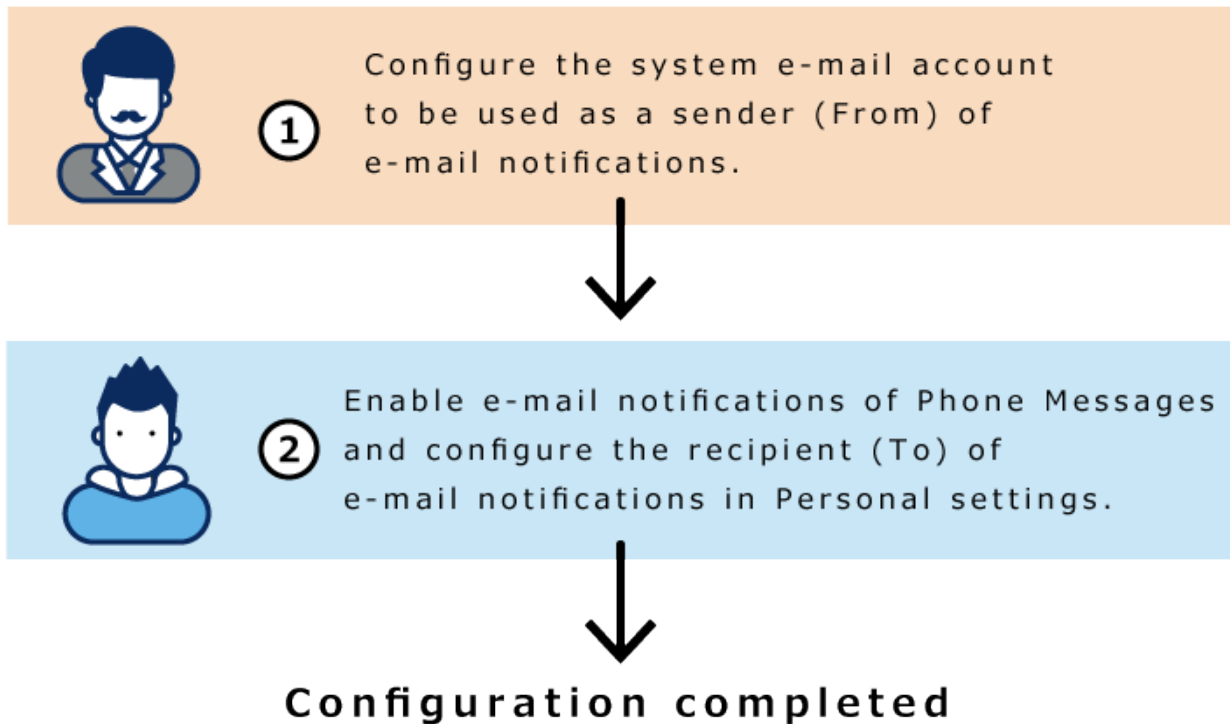 1
Configure the system e-mail account
to be used as a sender (From) of
e-mail notifications.
2
Enable e-mail notifications of Phone Messages
and configure the recipient (To) of
e-mail notifications in Personal settings.
Configuration completed